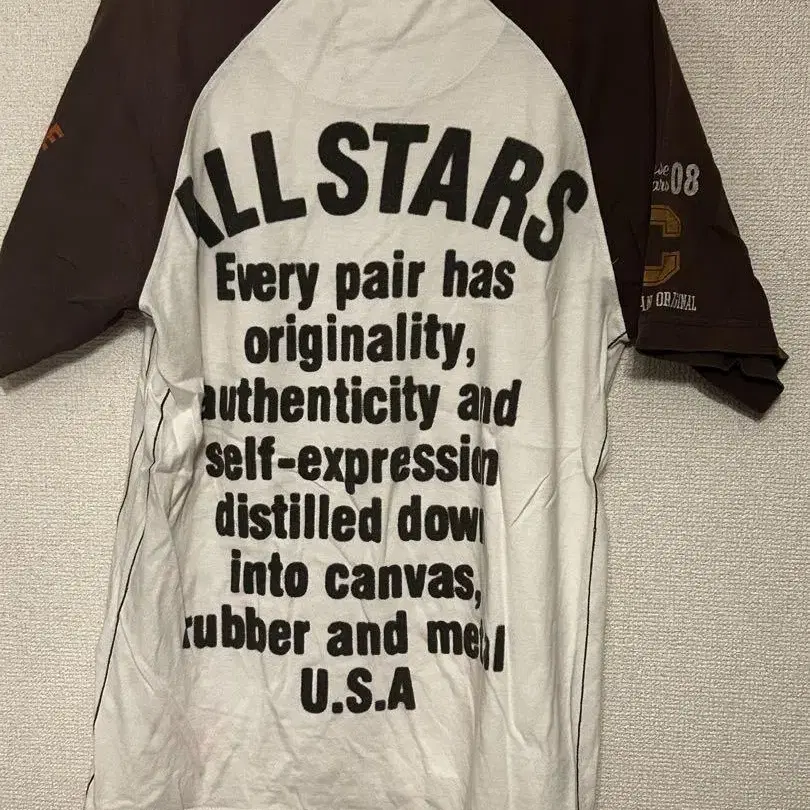 ALL STARS
Every pair has
originality,
authenticity and
self-expression
distilled down
into canvas,
rubber and metal
U.S.A
08
C
AN ORIGINAL